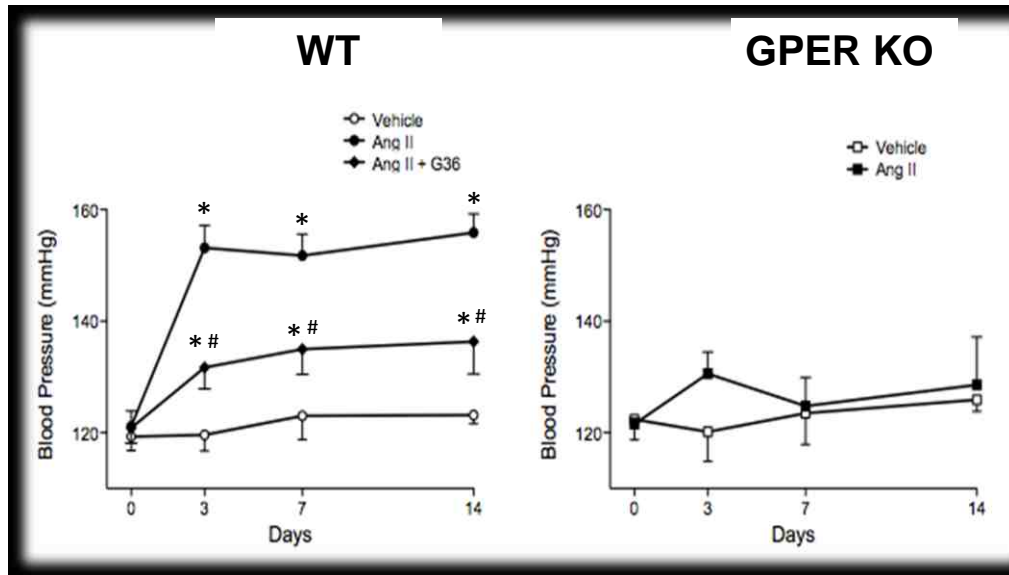 WT
Vehicle
Ang II
Ang II + G36
160
140
120
Blood Pressure (mmHg)
*
*
*
* #
* #
* #
0 3 7 14
Days
GPER KO
Vehicle
Ang II
160
140
120
Blood Pressure (mmHg)
0 3 7 14
Days